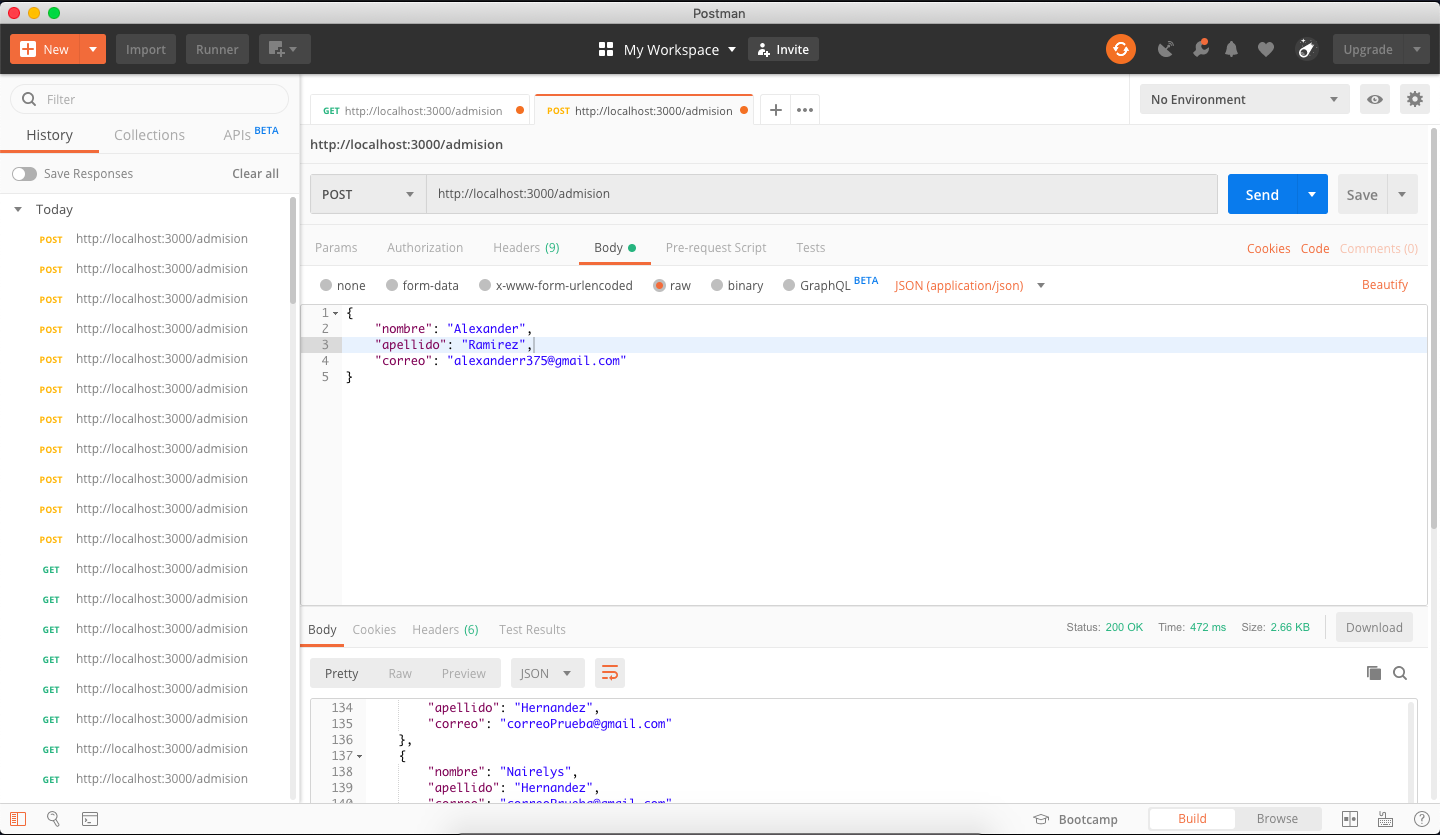 Postman
New
Import
Runner
My Workspace
Invite
Upgrade
Filter
History
Collections
APIs BETA
Save Responses
Clear all
Today
POST http://localhost:3000/admision
POST http://localhost:3000/admision
POST http://localhost:3000/admision
POST http://localhost:3000/admision
POST http://localhost:3000/admision
POST http://localhost:3000/admision
POST http://localhost:3000/admision
POST http://localhost:3000/admision
POST http://localhost:3000/admision
POST http://localhost:3000/admision
POST http://localhost:3000/admision
GET http://localhost:3000/admision
GET http://localhost:3000/admision
GET http://localhost:3000/admision
GET http://localhost:3000/admision
GET http://localhost:3000/admision
GET http://localhost:3000/admision
GET http://localhost:3000/admision
GET http://localhost:3000/admision
GET http://localhost:3000/admision
POST http://localhost:3000/admision
No Environment
http://localhost:3000/admision
POST
http://localhost:3000/admision
Send
Save
Params
Authorization
Headers (9)
Body
Pre-request Script
Tests
Cookies
Code
Comments (0)
none
form-data
x-www-form-urlencoded
raw
binary
GraphQL BETA
JSON (application/json)
Beautify
1 {
2 "nombre": "Alexander",
3 "apellido": "Ramirez",
4 "correo": "alexanderr375@gmail.com"
5 }
Body
Cookies
Headers (6)
Test Results
Status: 200 OK
Time: 472 ms
Size: 2.66 KB
Download
Pretty
Raw
Preview
JSON
134 "apellido": "Hernandez",
135 "correo": "correoPrueba@gmail.com"
136 },
137 {
138 "nombre": "Nairelys",
139 "apellido": "Hernandez",
140 "correo": "correoPrueba@gmail.com"
Bootcamp
Build
Browse